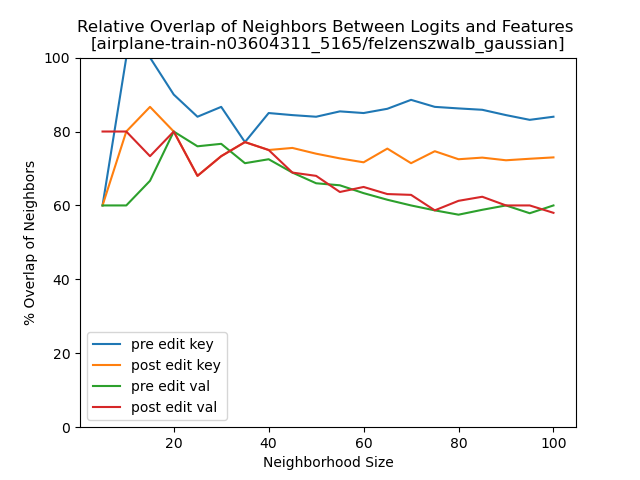 Relative Overlap of Neighbors Between Logits and Features
[airplane-train-n03604311_5165/felzenszwalb_gaussian]
100
80
60
40
20
0
% Overlap of Neighbors
pre edit key
post edit key
pre edit val
post edit val
20 40 60 80 100
Neighborhood Size